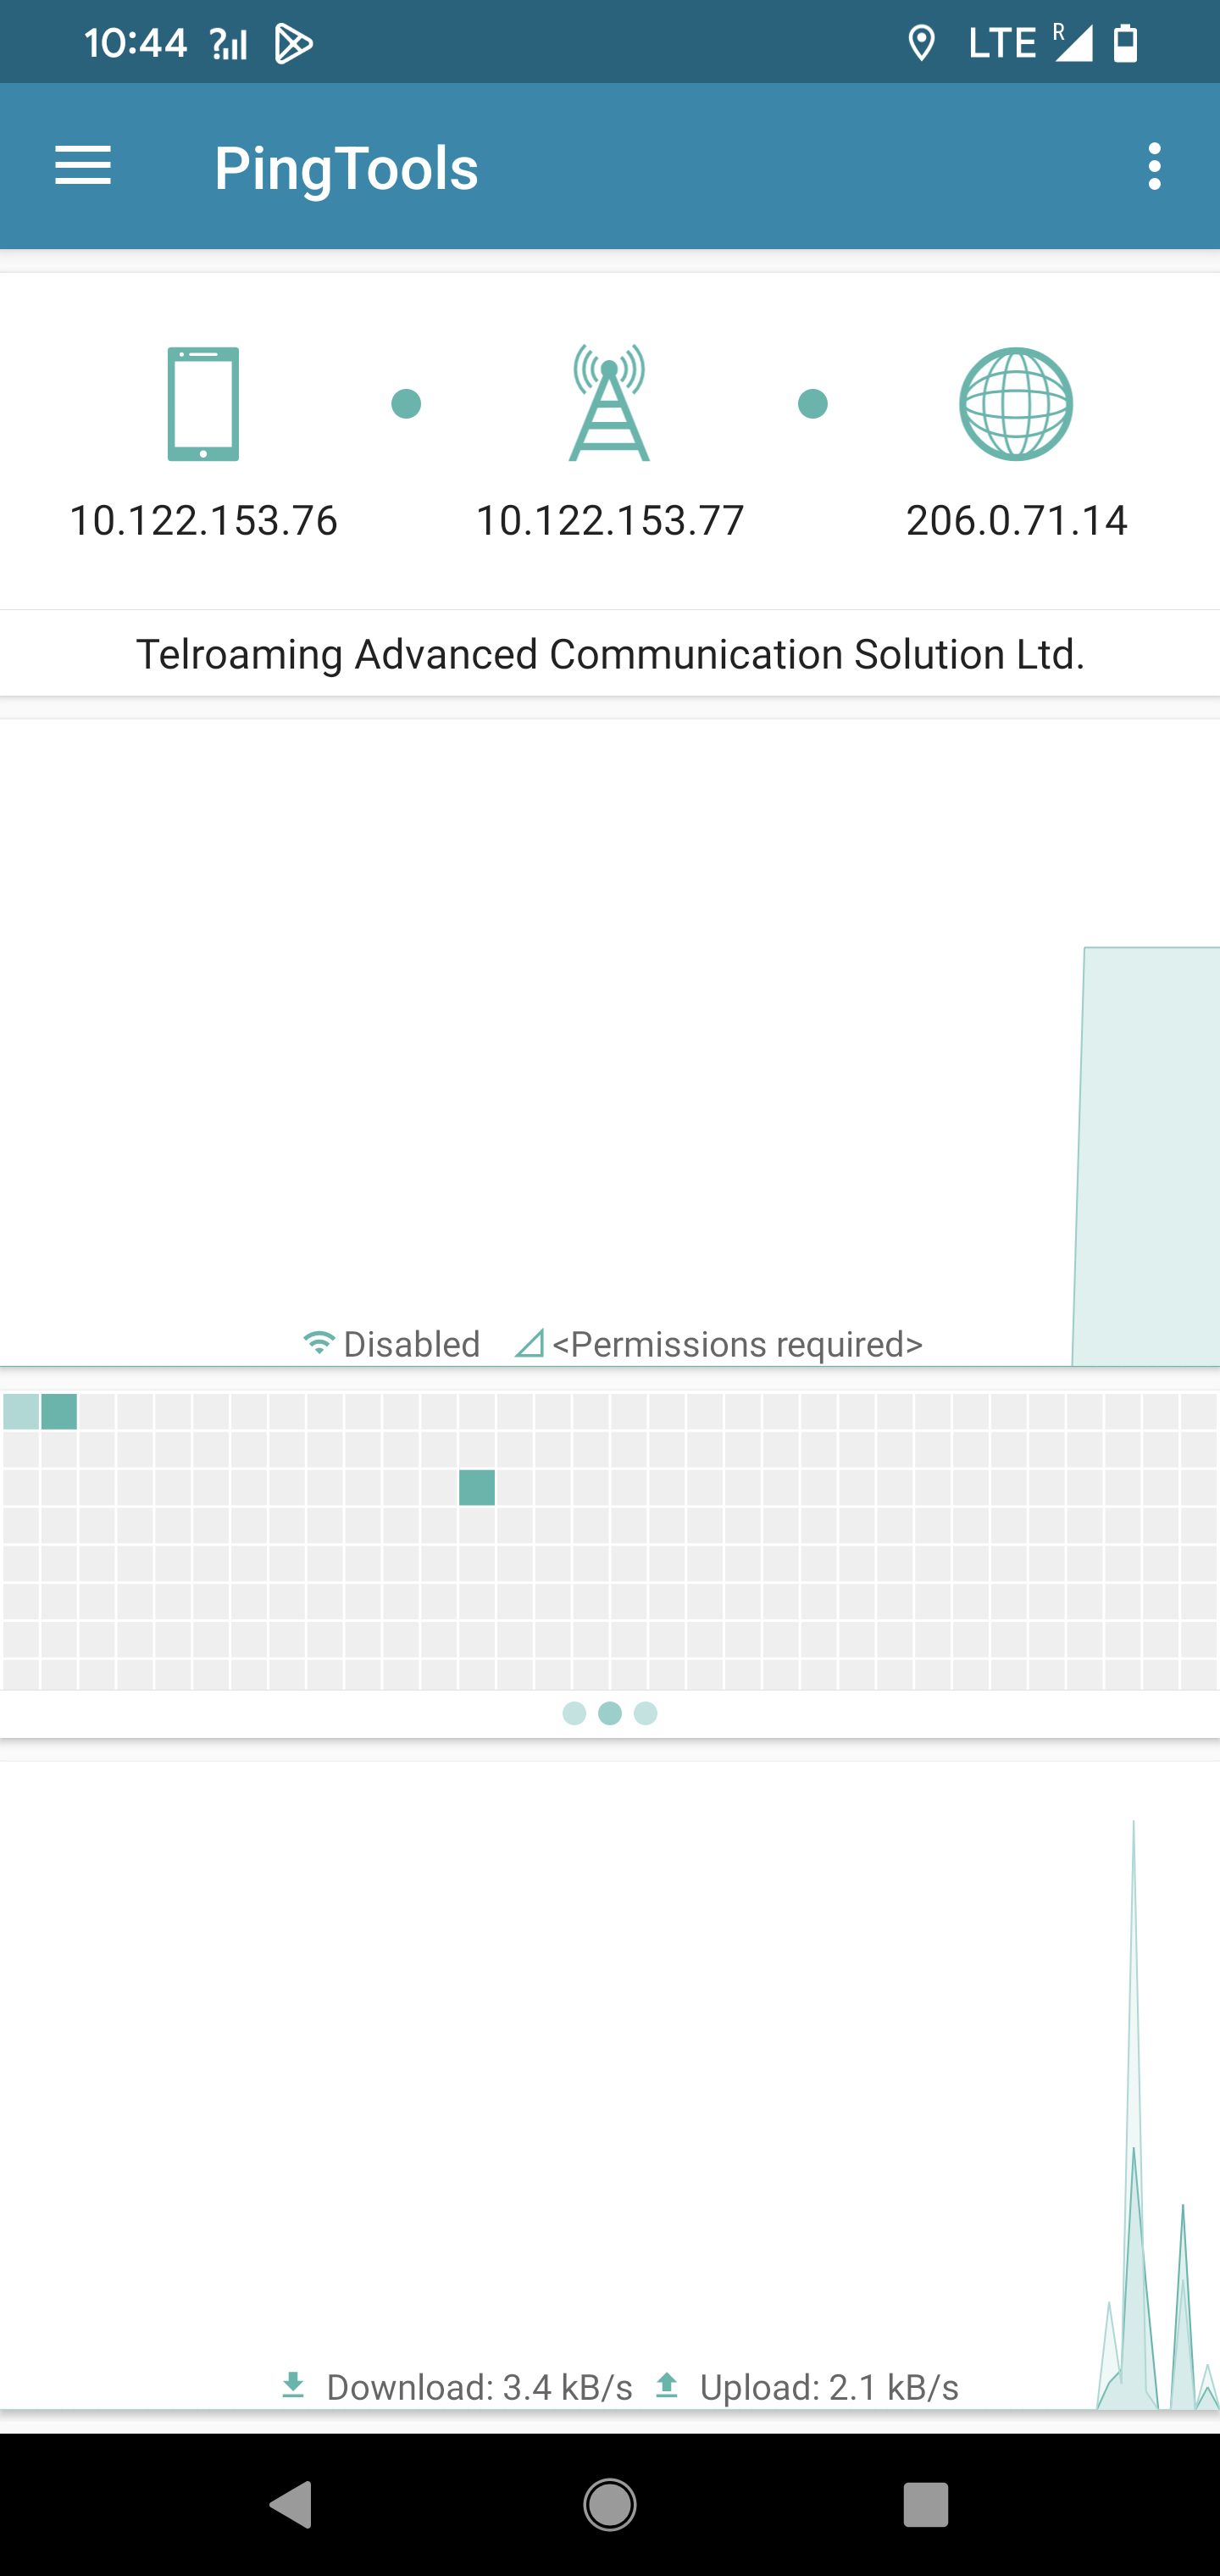 10:44 LTE R
PingTools
10.122.153.76 10.122.153.77 206.0.71.14
Telroaming Advanced Communication Solution Ltd.
Disabled <Permissions required>
Download: 3.4 kB/s Upload: 2.1 kB/s